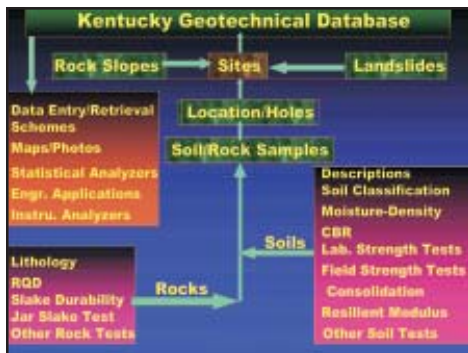 Kentucky Geotechnical Database
Rock Slopes
Sites
Landslides
Data Entry/Retrieval
Schemes
Maps/Photos
Statistical Analyzers
Engr. Applications
Instru. Analyzers
Location/Holes
Soil/Rock Samples
Descriptions
Soil Classification
Moisture-Density
CBR
Lab. Strength Tests
Field Strength Tests
Consolidation
Resilient Modulus
Other Soil Tests
Soils
Lithology
RQD
Slake Durability
Jar Slake Test
Other Rock Tests
Rocks